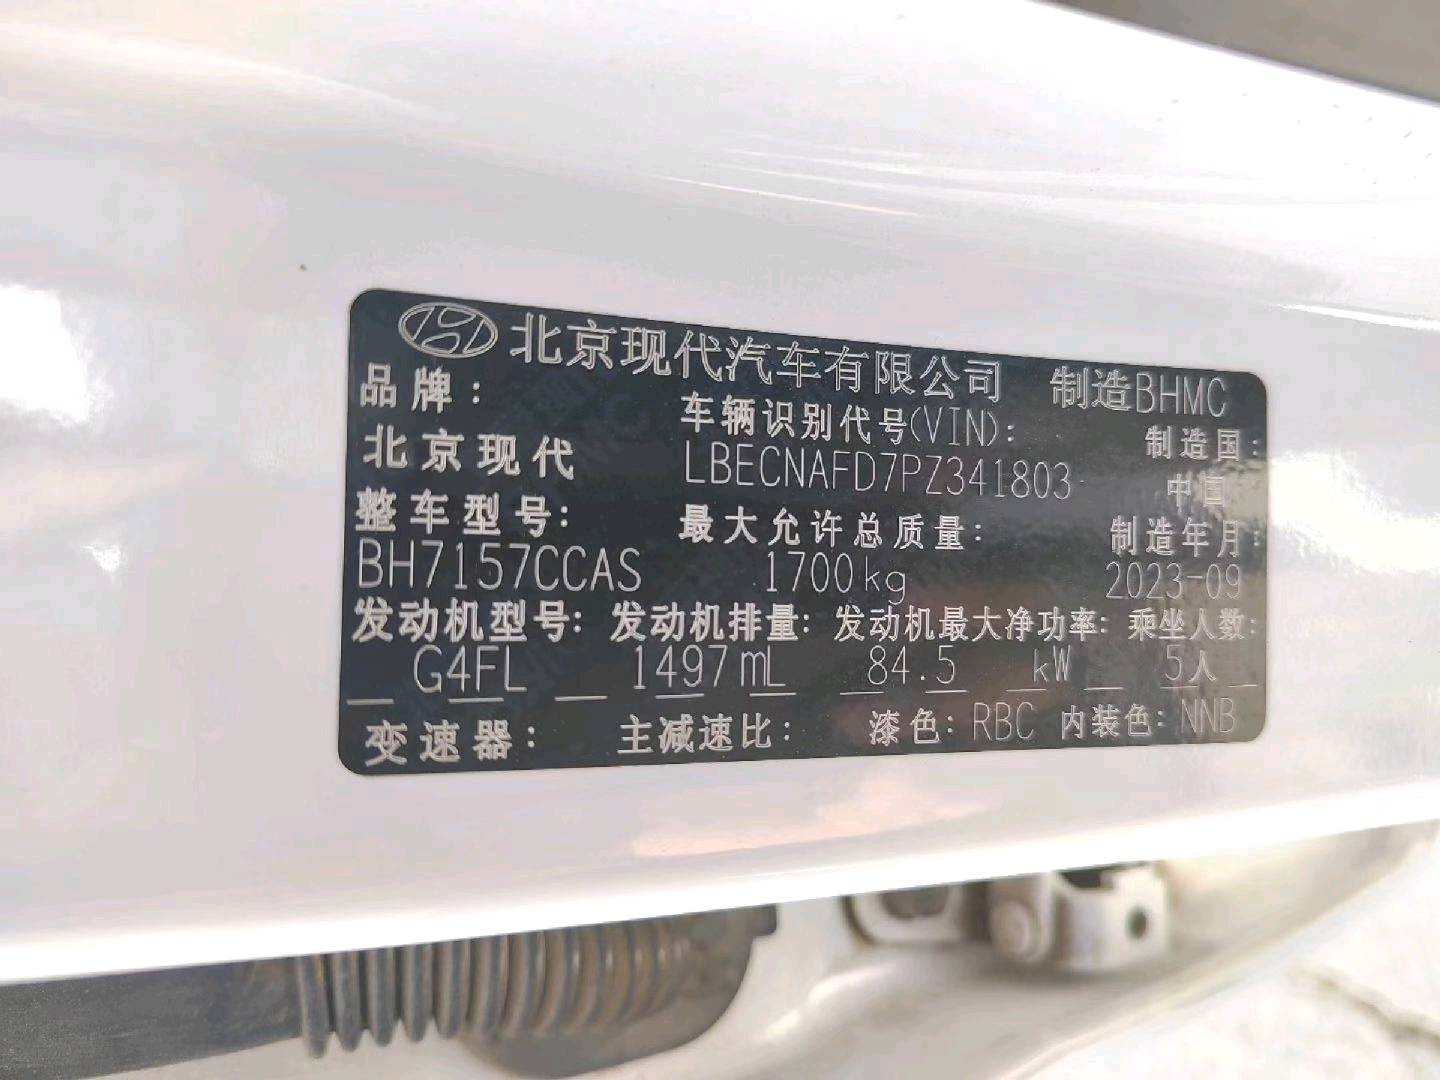 北京现代汽车有限公司 制造BHMC
品牌: 车辆识别代号(VIN): 制造国:
北京现代 LBECNAFD7PZ341803 中国
整车型号: 最大允许总质量: 制造年月:
BH7157CCAS 1700kg 2023-09
发动机型号: 发动机排量: 发动机最大净功率: 乘坐人数:
G4FL 1497mL 84.5 kW 5人
变速器: 主减速比: 漆色: RBC 内装色: NNB